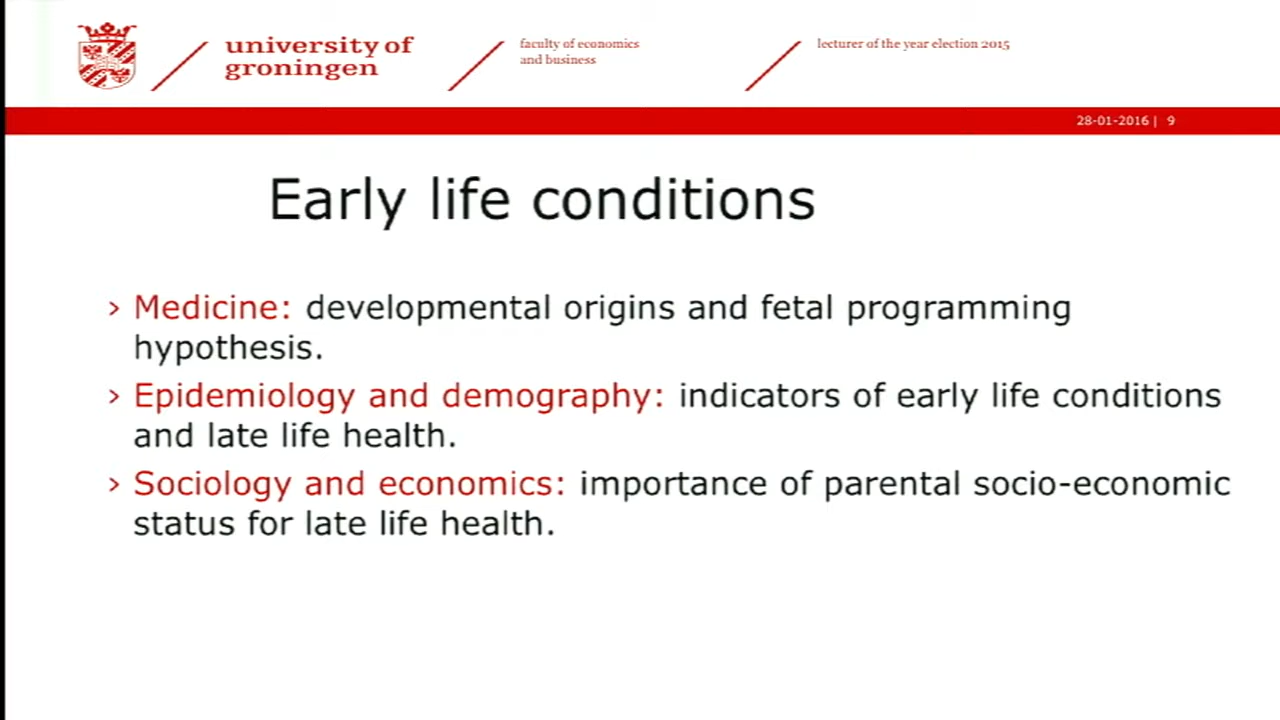 university of
groningen
faculty of economics
and business
lecturer of the year election 2015
28-01-2016 | 9
Early life conditions
› Medicine: developmental origins and fetal programming
hypothesis.
› Epidemiology and demography: indicators of early life conditions
and late life health.
› Sociology and economics: importance of parental socio-economic
status for late life health.